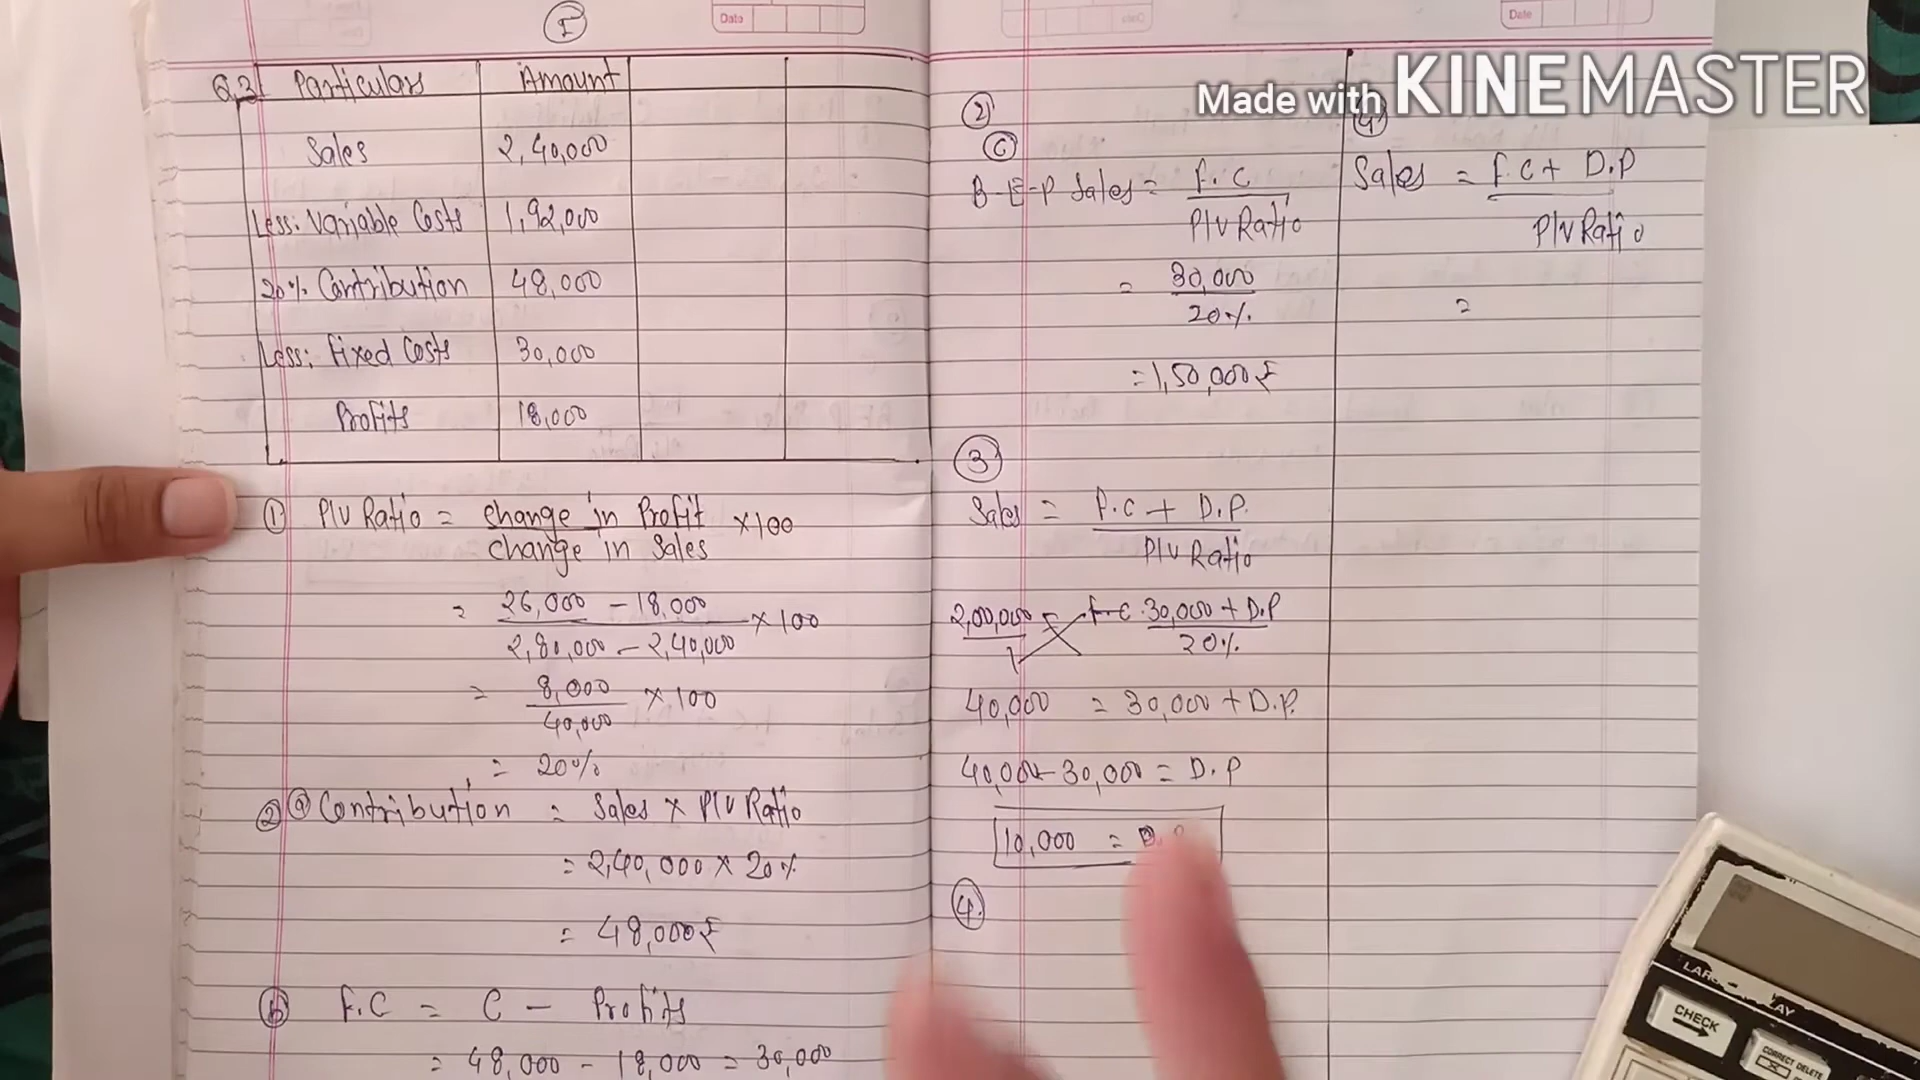 I
Date
Date
Made with KINEMASTER
Q.2 Particulars Amount
Sales 2,40,000
Less: Variable Costs 1,92,000
20% Contribution 48,000
Less: Fixed Costs 30,000
Profits 18,000
① P/V Ratio = change in Profit ×100
change in Sales
= 26,000 - 18,000 × 100
2,80,000 - 2,40,000
= 8,000 × 100
40,000
= 20%
② ⓐ Contribution = Sales × P/V Ratio
= 2,40,000 × 20%
= 48,000₹
ⓑ F.C = C - Profits
= 48,000 - 18,000 = 30,000
②
ⓒ
B-E-P Sales = F.C
P/V Ratio
= 30,000
20%
= 1,50,000₹
③
Sales = F.C + D.P.
P/V Ratio
2,00,000 = F.C 30,000 + D.P
1 20%
40,000 = 30,000 + D.P.
40,000 - 30,000 = D.P
10,000 = D.
④
④
Sales = F.C + D.P
P/V Ratio
=
CHECK
CORRECT DELETE